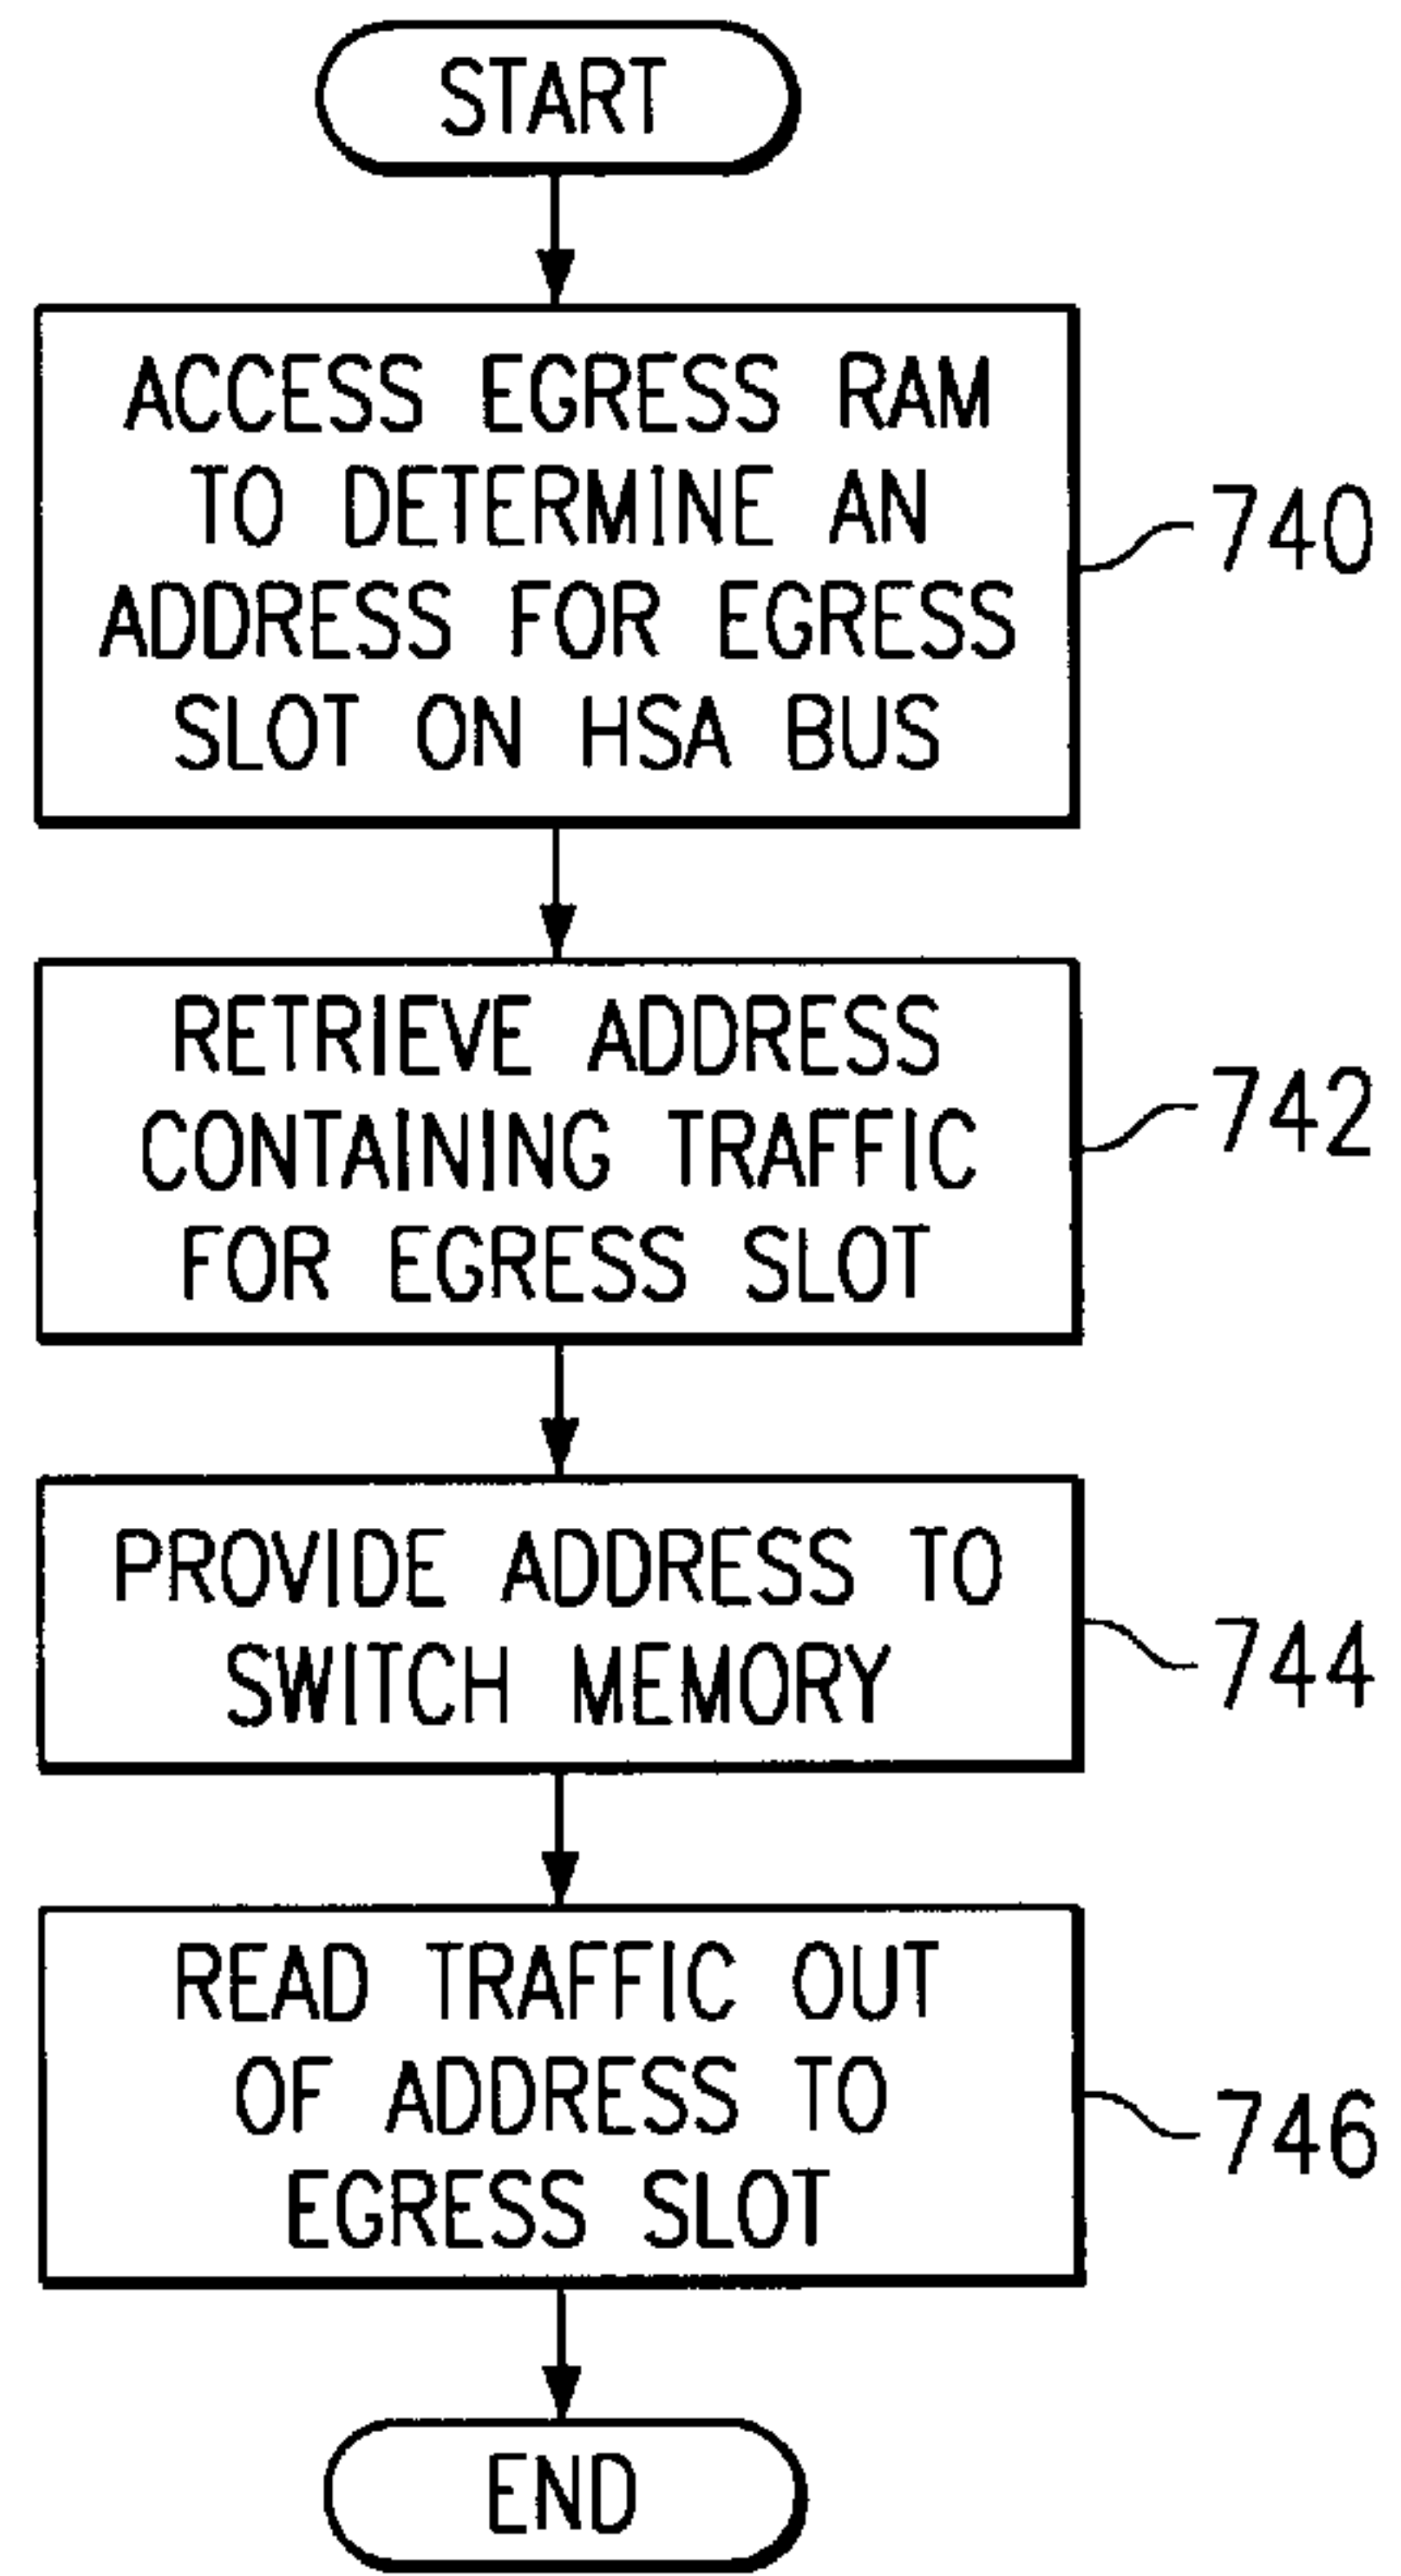 START
ACCESS EGRESS RAM
TO DETERMINE AN
ADDRESS FOR EGRESS
SLOT ON HSA BUS
740
RETRIEVE ADDRESS
CONTAINING TRAFFIC
FOR EGRESS SLOT
742
PROVIDE ADDRESS TO
SWITCH MEMORY
744
READ TRAFFIC OUT
OF ADDRESS TO
EGRESS SLOT
746
END